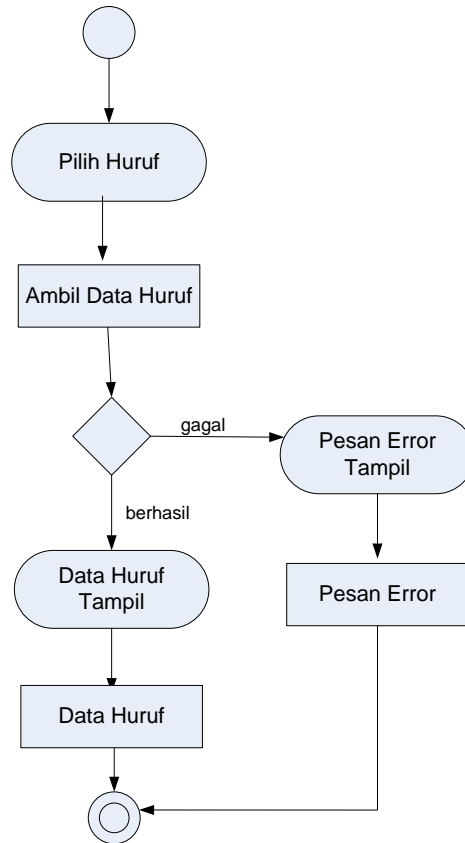 Pilih Huruf
Ambil Data Huruf
gagal
Pesan Error
Tampil
berhasil
Data Huruf
Tampil
Pesan Error
Data Huruf